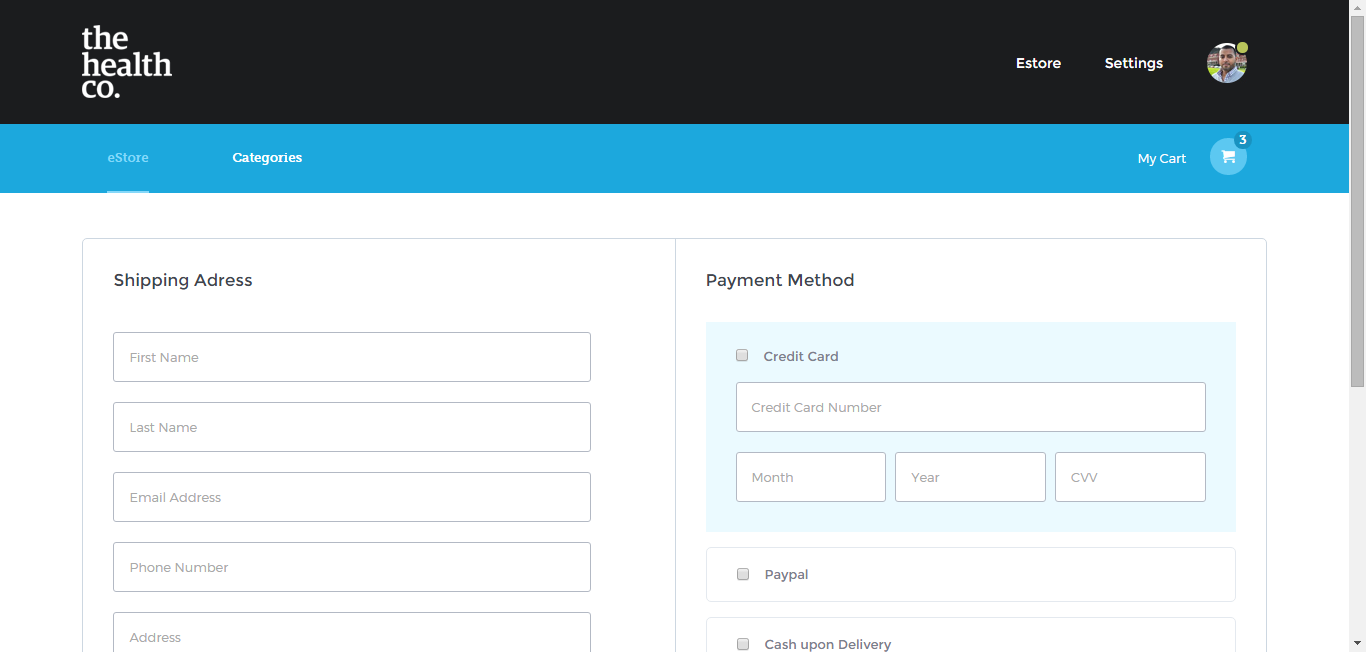 the
health
co.
Estore
Settings
eStore
Categories
My Cart
3
Shipping Adress
First Name
Last Name
Email Address
Phone Number
Address
Payment Method
Credit Card
Credit Card Number
Month
Year
CVV
Paypal
Cash upon Delivery